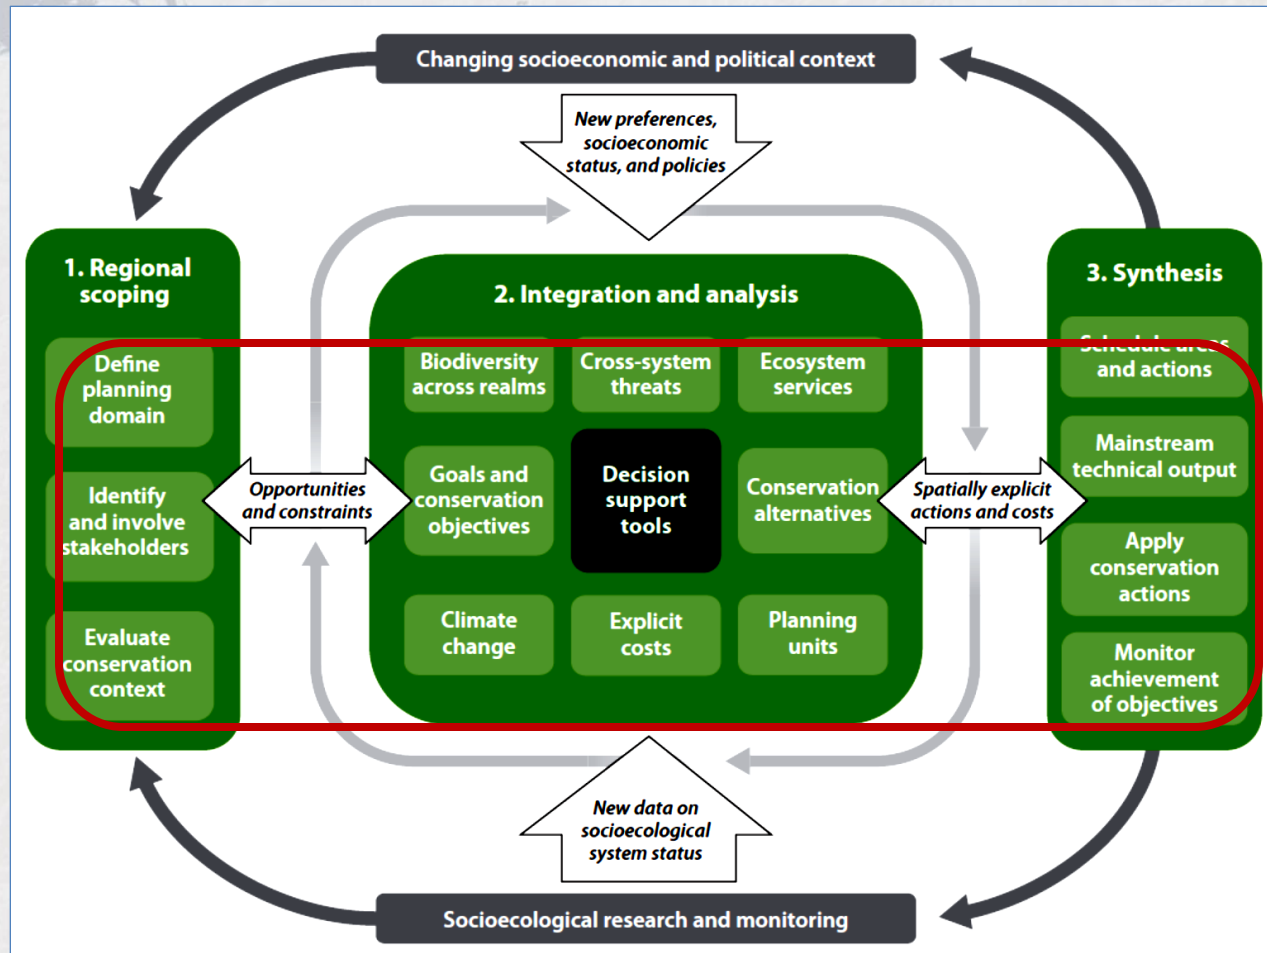 Changing socioeconomic and political context
New preferences,
socioeconomic
status, and policies
1. Regional
scoping
Define
planning
domain
Identify
and involve
stakeholders
Evaluate
conservation
context
Opportunities
and constraints
2. Integration and analysis
Biodiversity
across realms
Cross-system
threats
Ecosystem
services
Goals and
conservation
objectives
Decision
support
tools
Conservation
alternatives
Climate
change
Explicit
costs
Planning
units
Spatially explicit
actions and costs
3. Synthesis
Schedule areas
and actions
Mainstream
technical output
Apply
conservation
actions
Monitor
achievement
of objectives
New data on
socioecological
system status
Socioecological research and monitoring